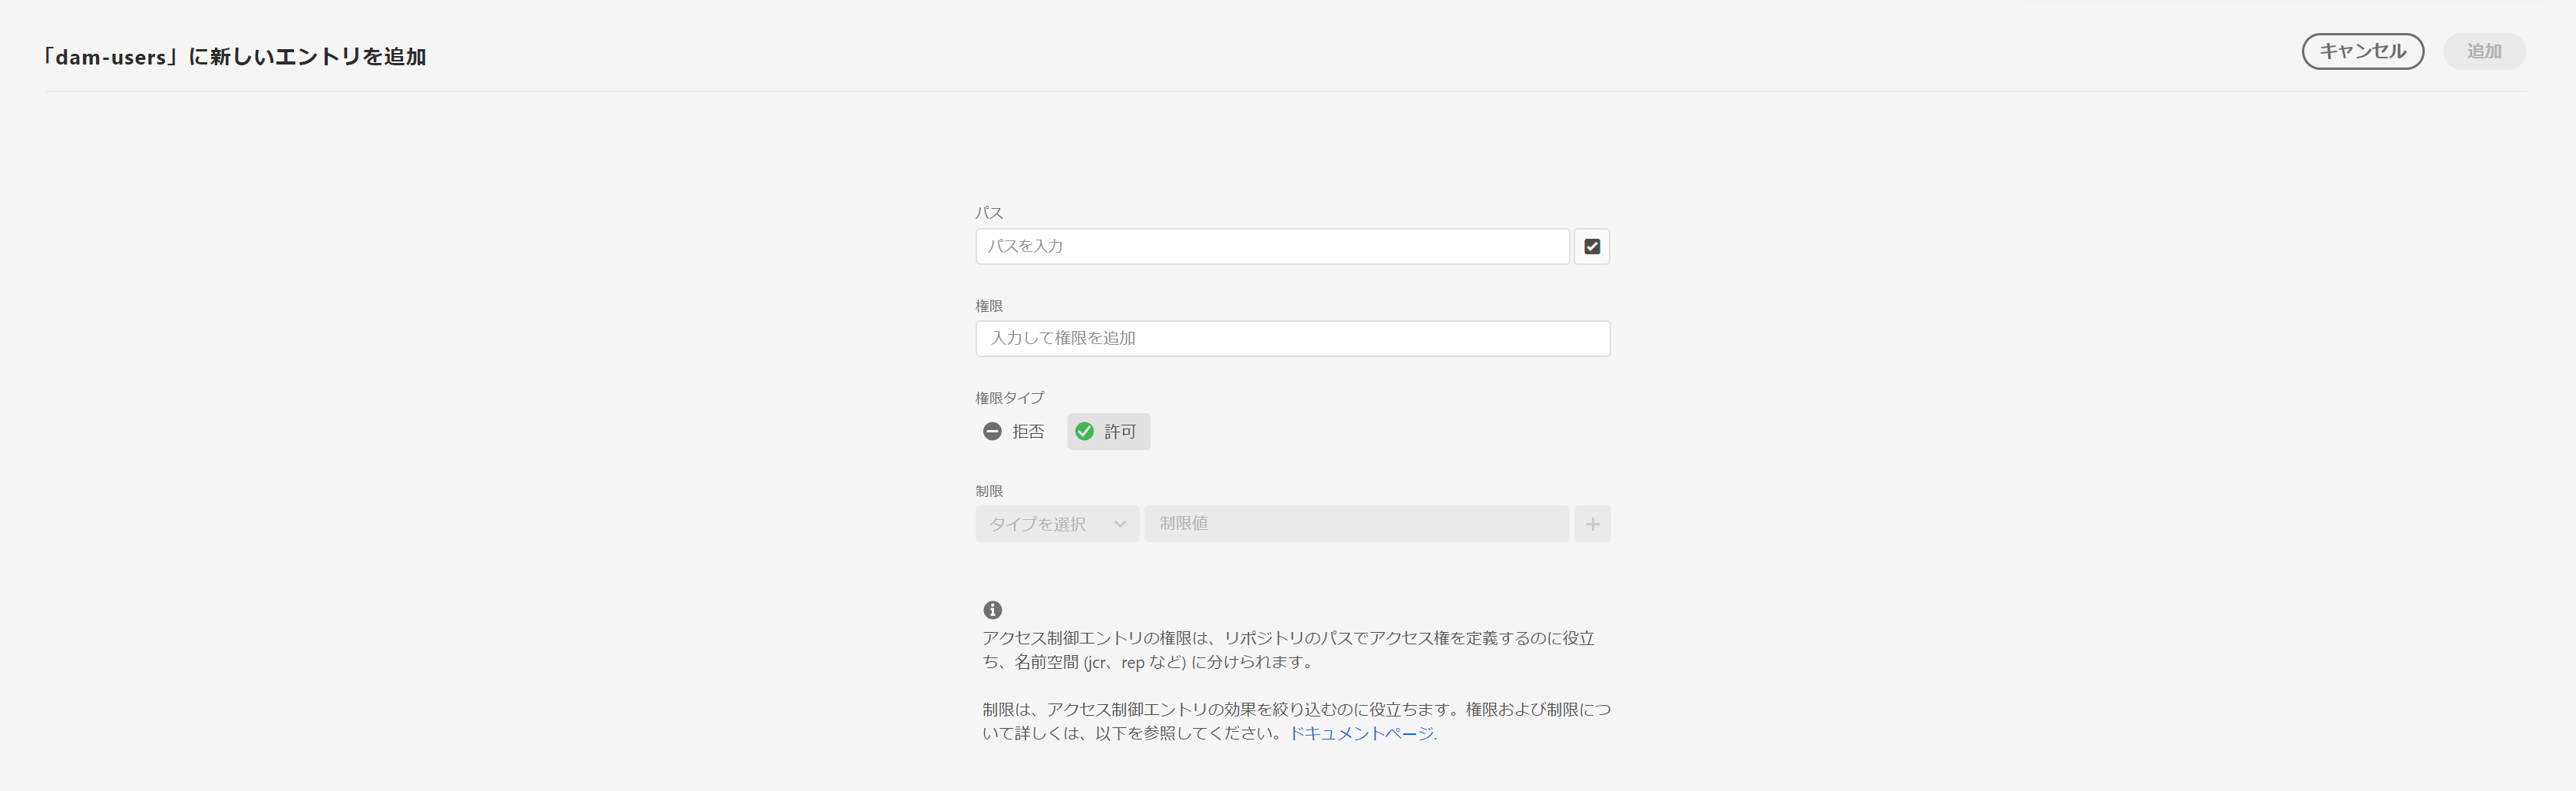 「dam-users」に新しいエントリを追加
キャンセル
追加
パス
パスを入力
権限
入力して権限を追加
権限タイプ
拒否
許可
制限
タイプを選択
制限値
アクセス制御エントリの権限は、リポジトリのパスでアクセス権を定義するのに役立
ち、名前空間 (jcr、rep など) に分けられます。
制限は、アクセス制御エントリの効果を絞り込むのに役立ちます。権限および制限につ
いて詳しくは、以下を参照してください。ドキュメントページ.